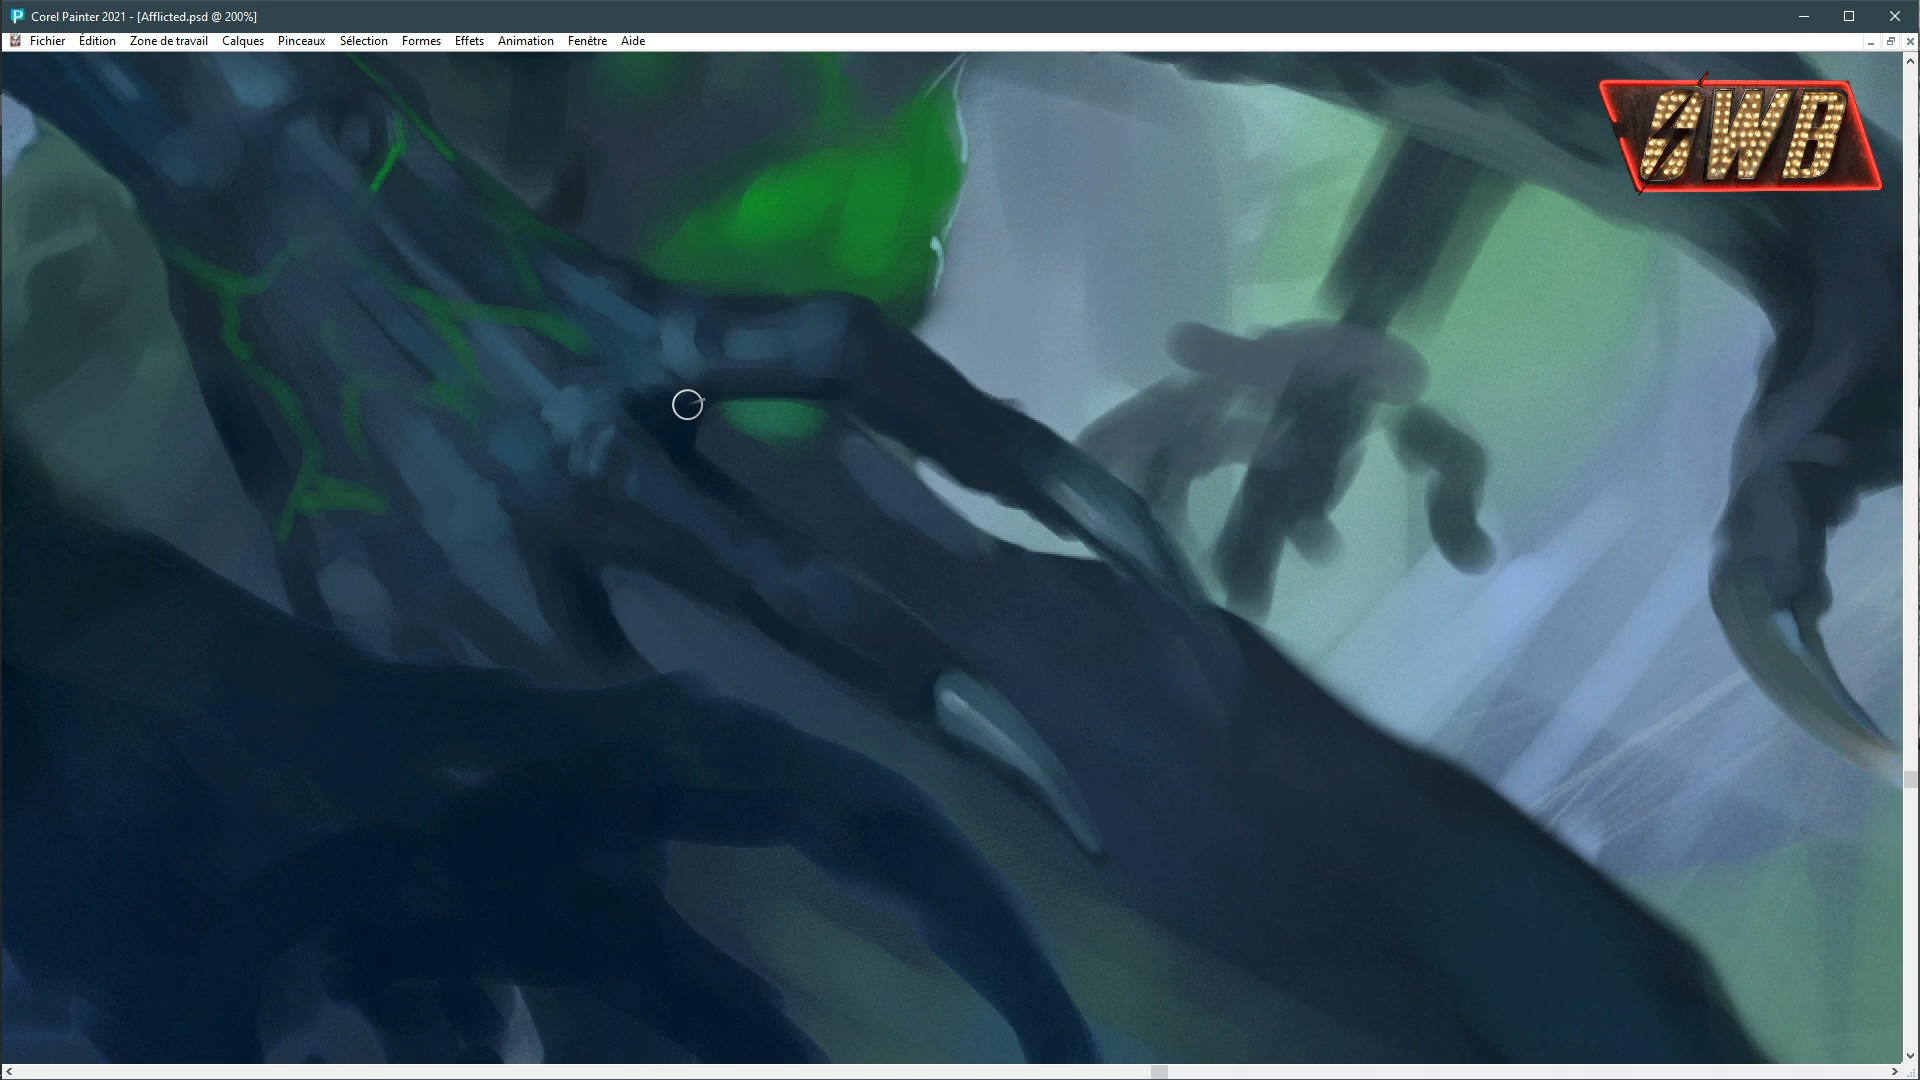 Corel Painter 2021 - [Afflicted.psd @ 200%]
Fichier Édition Zone de travail Calques Pinceaux Sélection Formes Effets Animation Fenêtre Aide
GWB